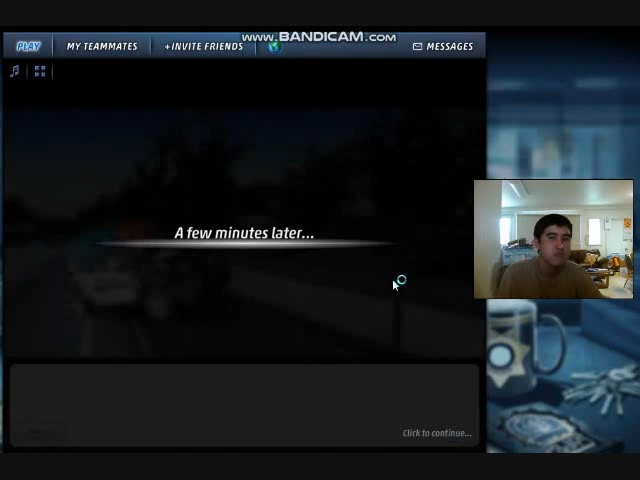 WWW.BANDICAM.COM
PLAY
MY TEAMMATES
+INVITE FRIENDS
MESSAGES
A few minutes later...
Click to continue...